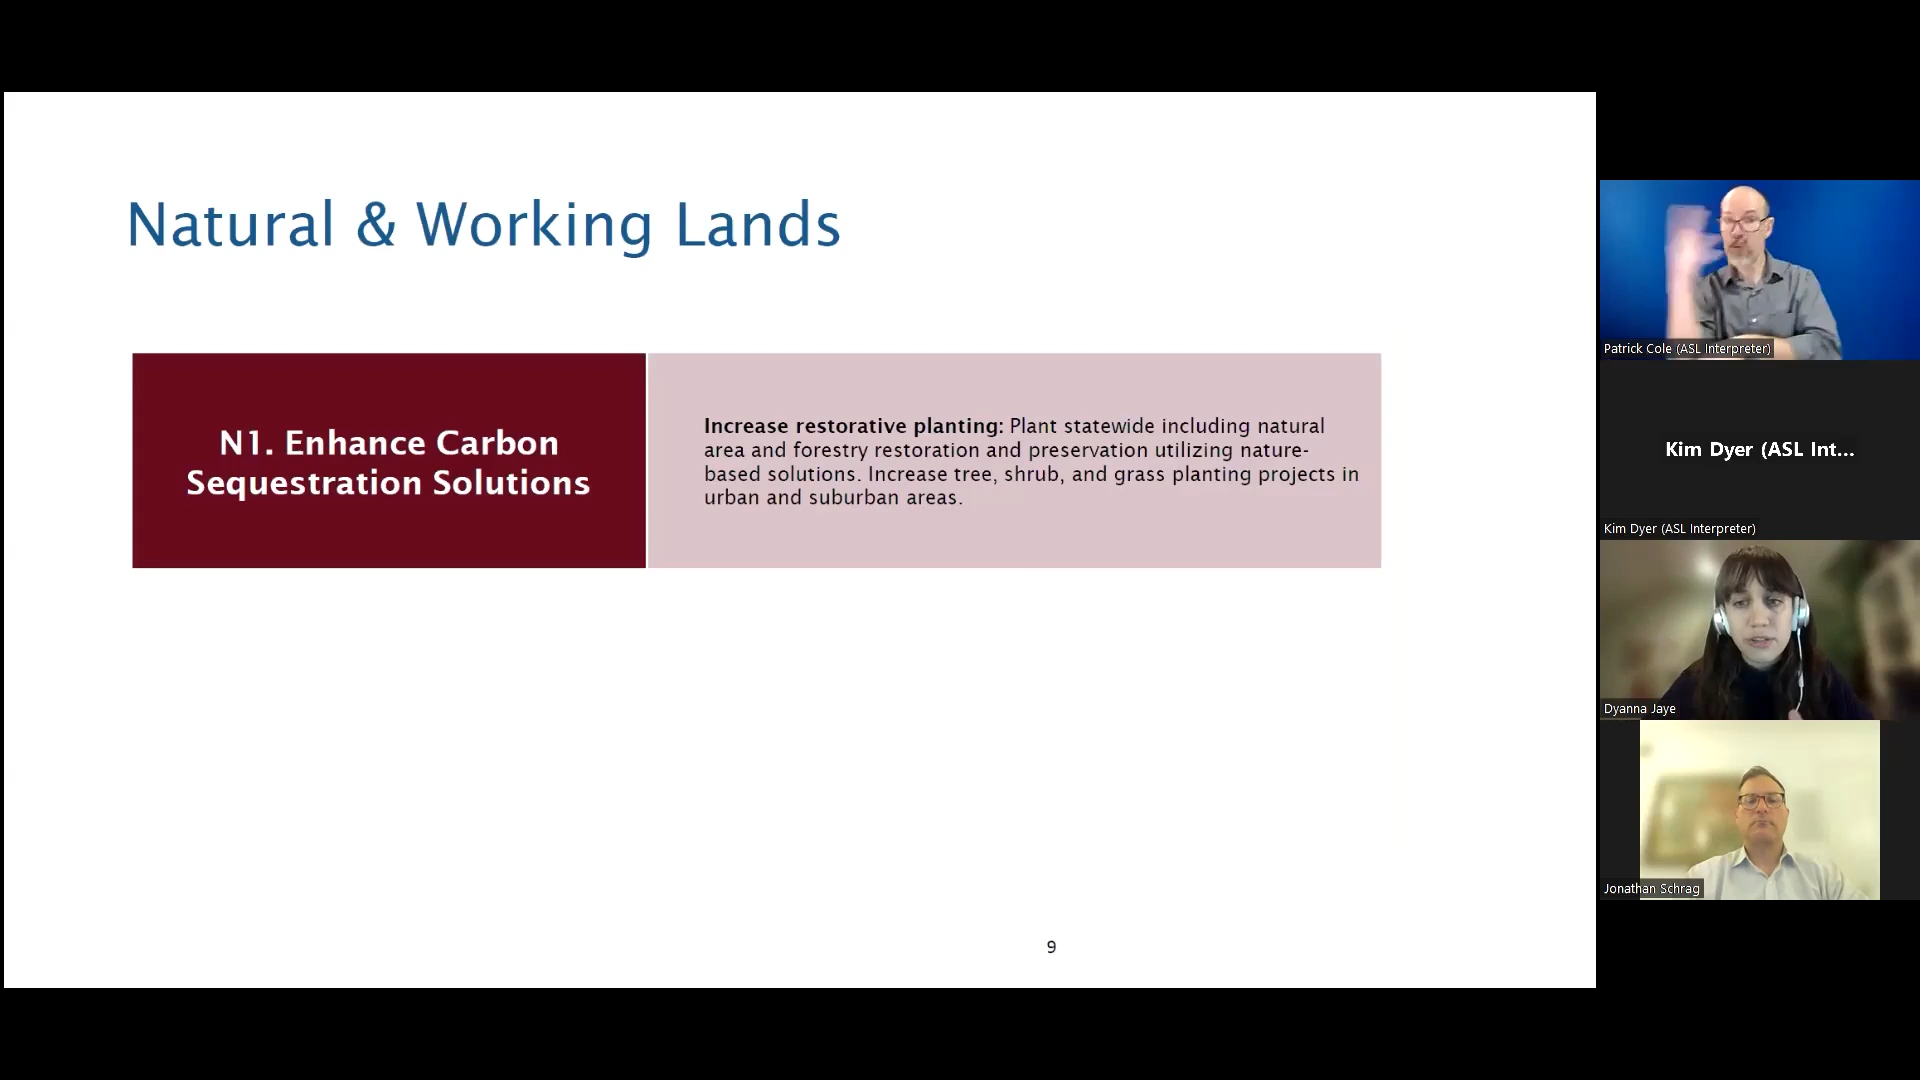 Natural & Working Lands
N1. Enhance Carbon
Sequestration Solutions
Increase restorative planting: Plant statewide including natural
area and forestry restoration and preservation utilizing nature-
based solutions. Increase tree, shrub, and grass planting projects in
urban and suburban areas.
9
Patrick Cole (ASL Interpreter)
Kim Dyer (ASL Int...
Kim Dyer (ASL Interpreter)
Dyanna Jaye
Jonathan Schrag